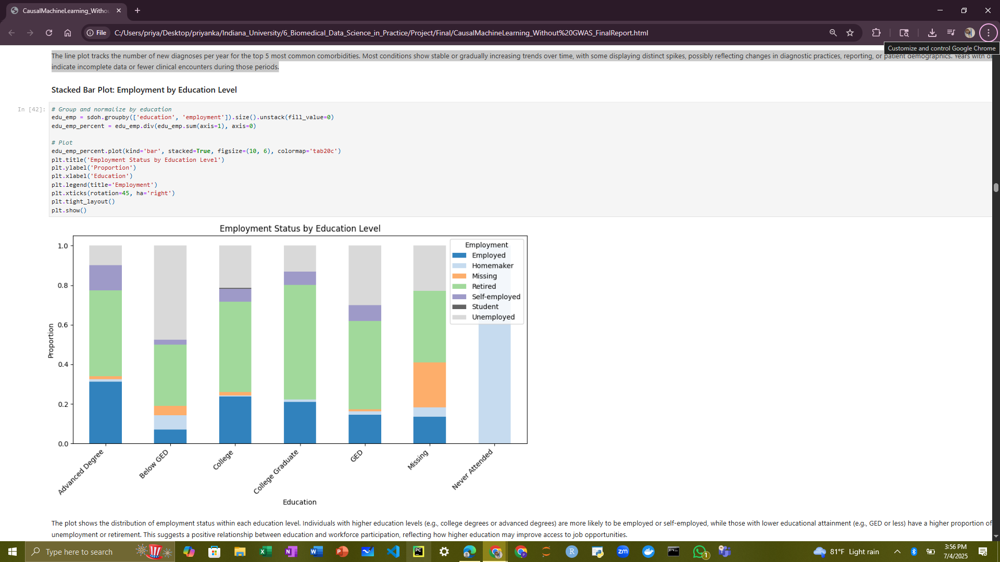 CausalMachineLearning_Withou
File
C:/Users/priya/Desktop/priyanka/Indiana_University/6_Biomedical_Data_Science_in_Practice/Project/Final/CausalMachineLearning_Without%20GWAS_FinalReport.html
Customize and control Google Chrome
The line plot tracks the number of new diagnoses per year for the top 5 most common comorbidities. Most conditions show stable or gradually increasing trends over time, with some displaying distinct spikes, possibly reflecting changes in diagnostic practices, reporting, or patient demographics. Years with
indicate incomplete data or fewer clinical encounters during those periods.
Stacked Bar Plot: Employment by Education Level
In [42]:
# Group and normalize by education
edu_emp = sdoh.groupby(['education', 'employment']).size().unstack(fill_value=0)
edu_emp_percent = edu_emp.div(edu_emp.sum(axis=1), axis=0)
# Plot
edu_emp_percent.plot(kind='bar', stacked=True, figsize=(10, 6), colormap='tab20c')
plt.title('Employment Status by Education Level')
plt.ylabel('Proportion')
plt.xlabel('Education')
plt.legend(title='Employment')
plt.xticks(rotation=45, ha='right')
plt.tight_layout()
plt.show()
Employment Status by Education Level
1.0
0.8
0.6
0.4
0.2
0.0
Proportion
Employment
Employed
Homemaker
Missing
Retired
Self-employed
Student
Unemployed
Advanced Degree
Below GED
College
College Graduate
GED
Missing
Never Attended
Education
The plot shows the distribution of employment status within each education level. Individuals with higher education levels (e.g., college degrees or advanced degrees) are more likely to be employed or self-employed, while those with lower educational attainment (e.g., GED or less) have a higher proportion of
unemployment or retirement. This suggests a positive relationship between education and workforce participation, reflecting how higher education may improve access to job opportunities.
Type here to search
81°F Light rain
3:56 PM
7/4/2025